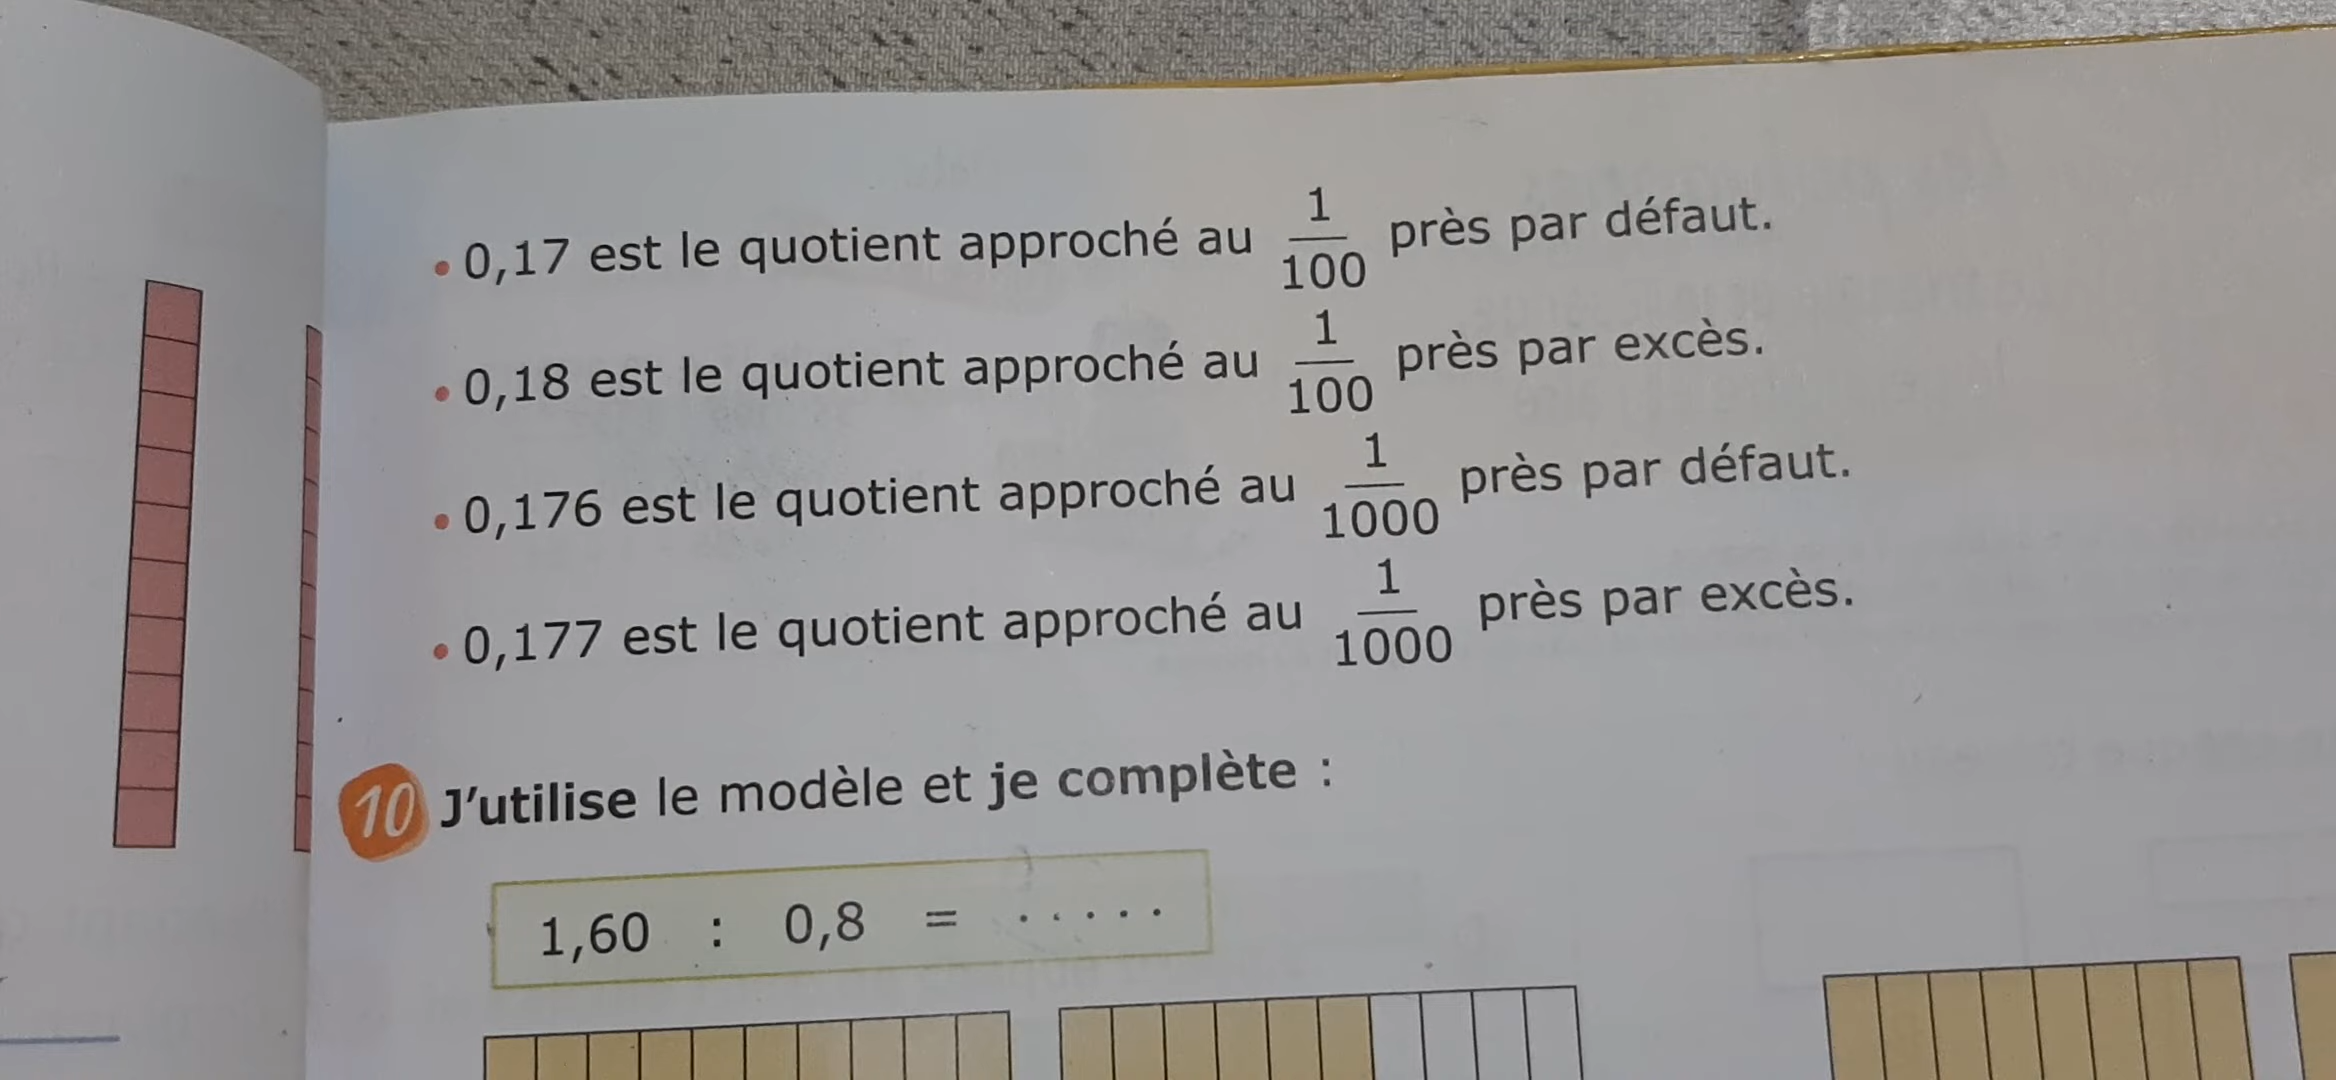 • 0,17 est le quotient approché au 1/100 près par défaut.
• 0,18 est le quotient approché au 1/100 près par excès.
• 0,176 est le quotient approché au 1/1000 près par défaut.
• 0,177 est le quotient approché au 1/1000 près par excès.
10 J'utilise le modèle et je complète :
1,60 : 0,8 = .....